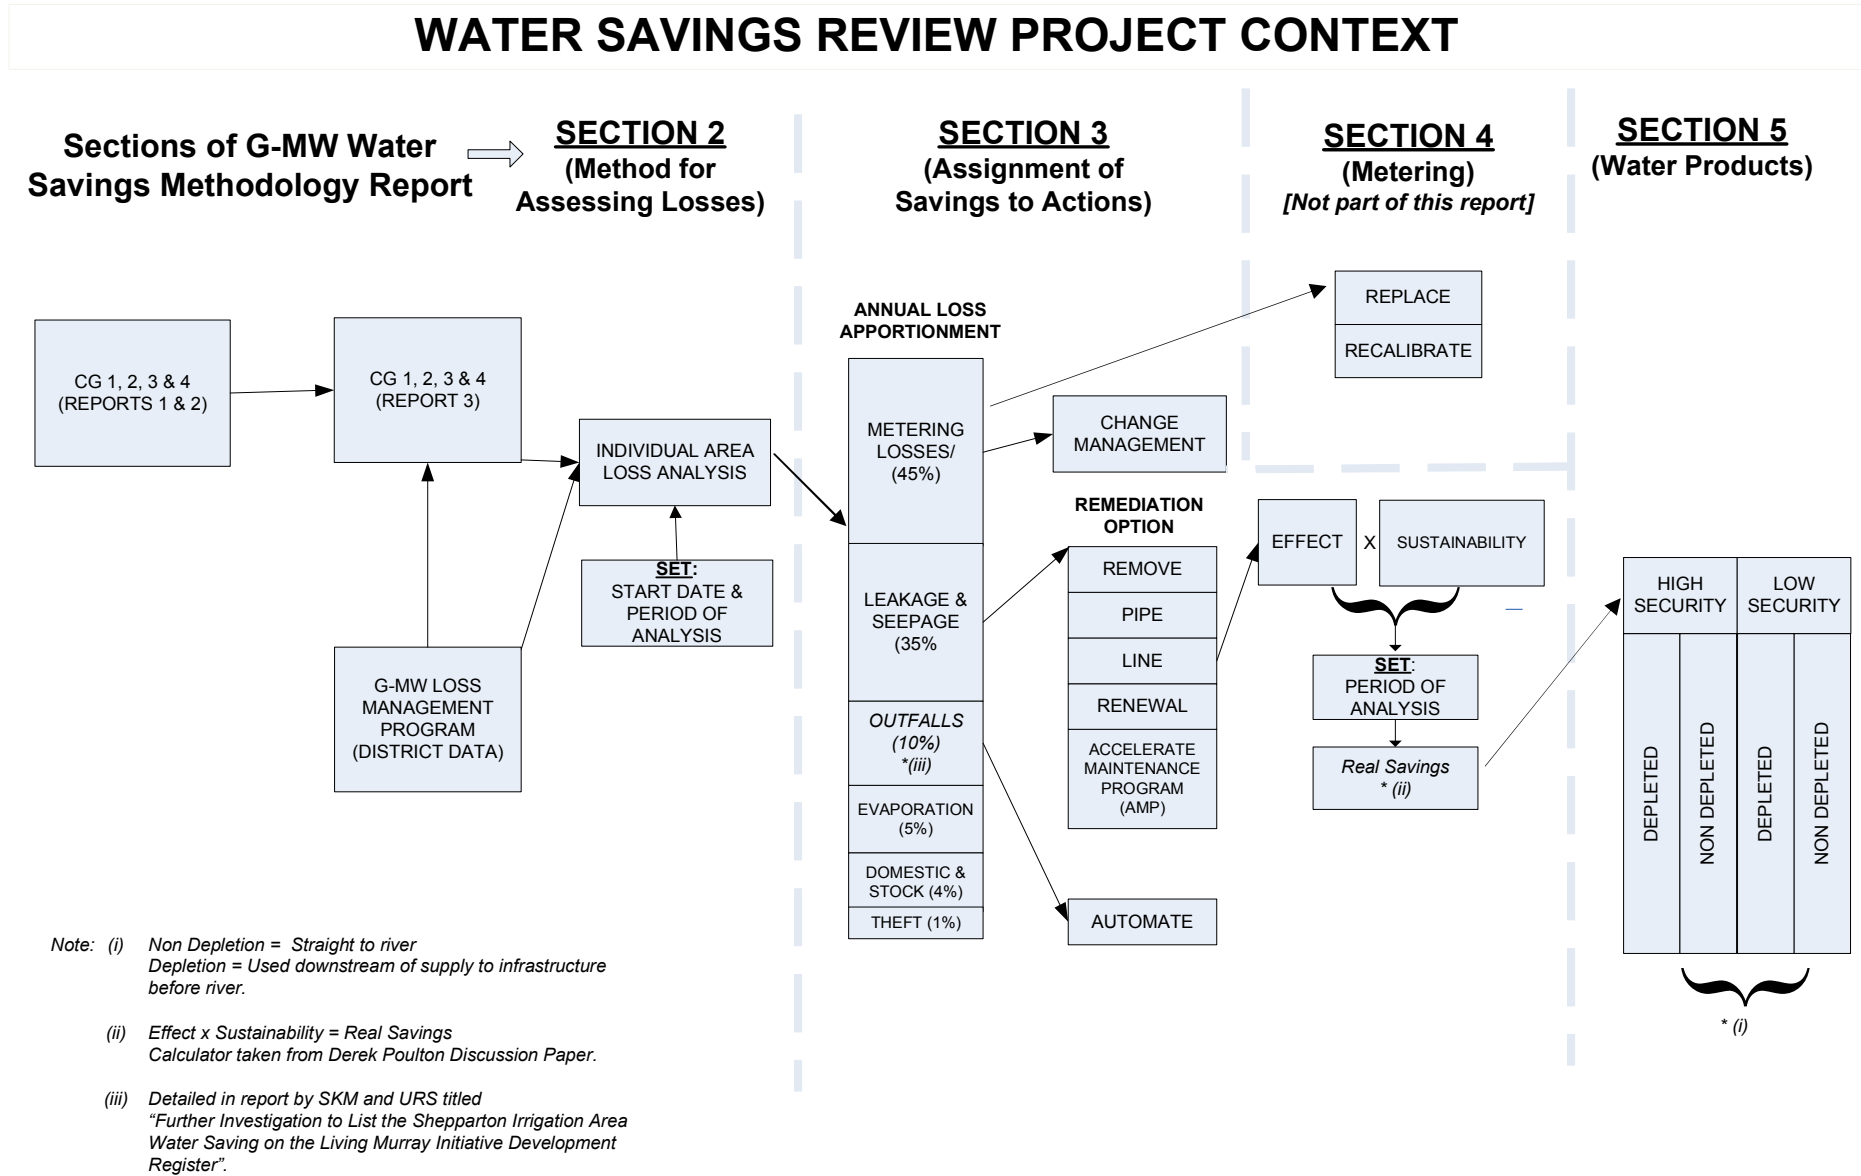 WATER SAVINGS REVIEW PROJECT CONTEXT
Sections of G-MW Water
Savings Methodology Report
SECTION 2
(Method for
Assessing Losses)
SECTION 3
(Assignment of
Savings to Actions)
SECTION 4
(Metering)
[Not part of this report]
SECTION 5
(Water Products)
CG 1, 2, 3 & 4
(REPORTS 1 & 2)
CG 1, 2, 3 & 4
(REPORT 3)
INDIVIDUAL AREA
LOSS ANALYSIS
SET:
START DATE &
PERIOD OF
ANALYSIS
G-MW LOSS
MANAGEMENT
PROGRAM
(DISTRICT DATA)
ANNUAL LOSS
APPORTIONMENT
METERING
LOSSES/
(45%)
LEAKAGE &
SEEPAGE
(35%
OUTFALLS
(10%)
*(iii)
EVAPORATION
(5%)
DOMESTIC &
STOCK (4%)
THEFT (1%)
CHANGE
MANAGEMENT
REMEDIATION
OPTION
REMOVE
PIPE
LINE
RENEWAL
ACCELERATE
MAINTENANCE
PROGRAM
(AMP)
AUTOMATE
REPLACE
RECALIBRATE
EFFECT
X
SUSTAINABILITY
SET:
PERIOD OF
ANALYSIS
Real Savings
* (ii)
HIGH
SECURITY
LOW
SECURITY
DEPLETED
NON DEPLETED
DEPLETED
NON DEPLETED
* (i)
Note: (i) Non Depletion = Straight to river
Depletion = Used downstream of supply to infrastructure
before river.
(ii) Effect x Sustainability = Real Savings
Calculator taken from Derek Poulton Discussion Paper.
(iii) Detailed in report by SKM and URS titled
“Further Investigation to List the Shepparton Irrigation Area
Water Saving on the Living Murray Initiative Development
Register”.